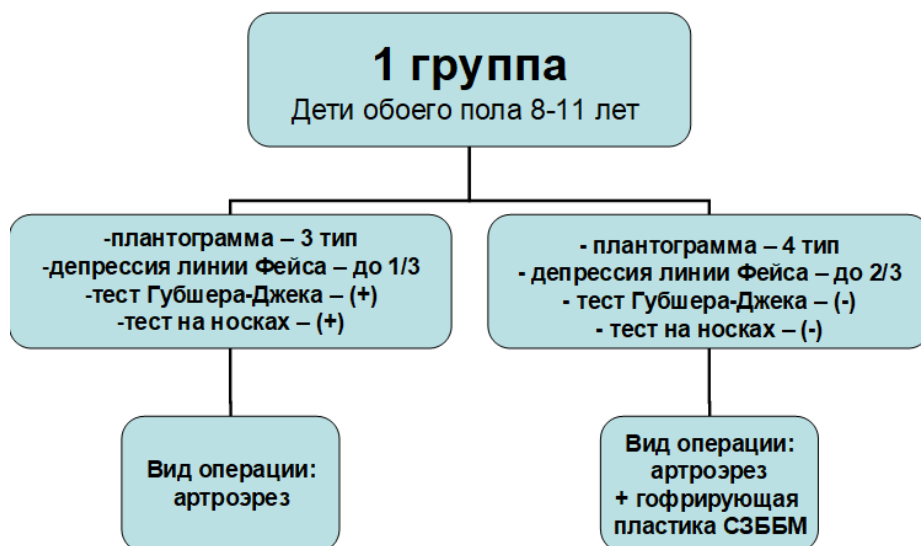 1 группа
Дети обоего пола 8-11 лет
-плантограмма – 3 тип
-депрессия линии Фейса – до 1/3
-тест Губшера-Джека – (+)
-тест на носках – (+)
- плантограмма – 4 тип
- депрессия линии Фейса – до 2/3
- тест Губшера-Джека – (-)
- тест на носках – (-)
Вид операции:
артроэрез
Вид операции:
артроэрез
+ гофрирующая
пластика СЗББМ